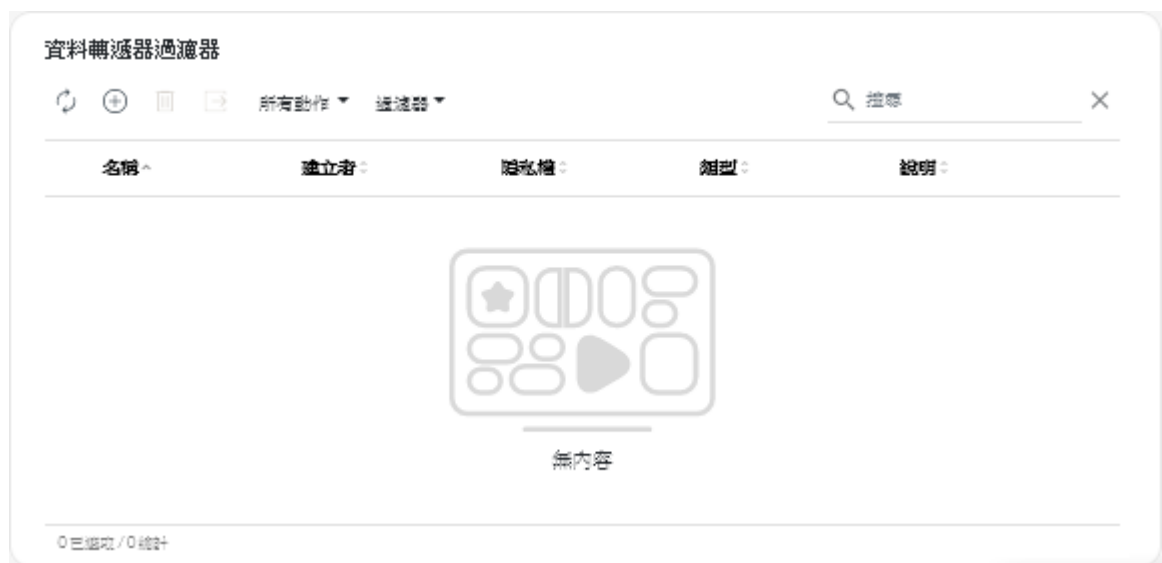 資料轉遞器過濾器
所有動作 過濾器 搜尋
名稱 建立者 隱私權 類型 說明
無內容
0 已選取 / 0 總計